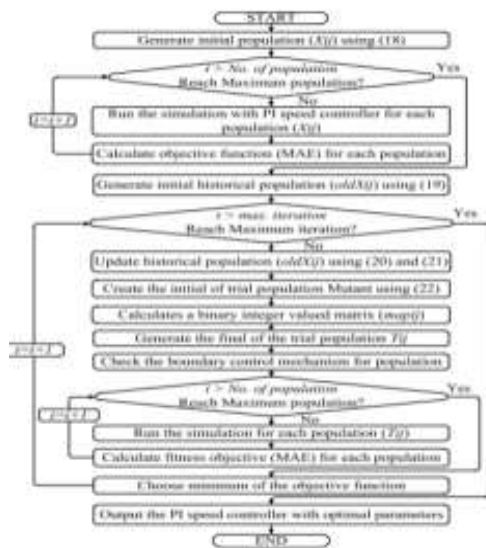 START
Generate initial population (Xij) using (18)
i > No. of population
Reach Maximum population?
Yes
No
i=i+1
Run the simulation with PI speed controller for each
population (Xij)
Calculate objective function (MAE) for each population
Generate initial historical population (oldXij) using (19)
t > max. iteration
Reach Maximum iteration?
Yes
No
Update historical population (oldXij) using (20) and (21)
Create the initial of trial population Mutant using (22)
Calculates a binary integer valued matrix (mapij)
Generate the final of the trial population Tij
Check the boundary control mechanism for population
i > No. of population
Reach Maximum population?
Yes
No
Run the simulation for each population (Tij)
Calculate fitness objective (MAE) for each population
Choose minimum of the objective function
Output the PI speed controller with optimal parameters
END